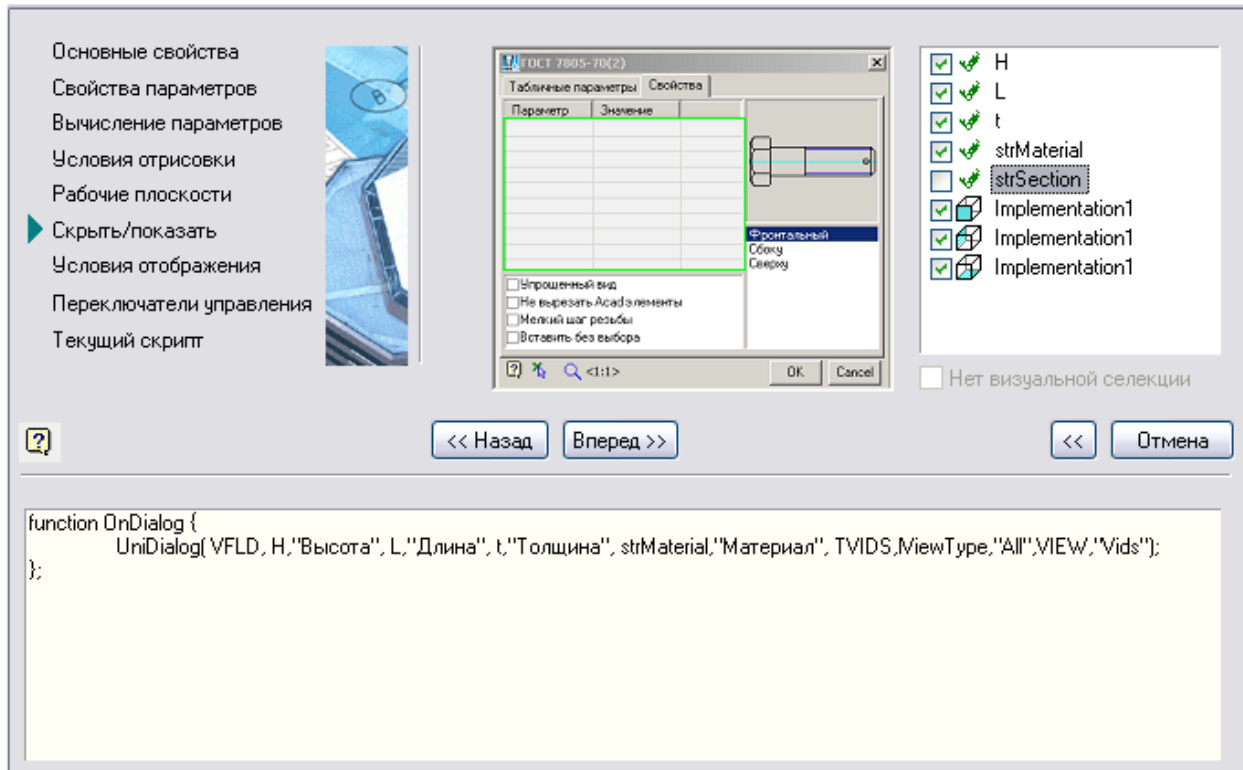 Основные свойства
Свойства параметров
Вычисление параметров
Условия отрисовки
Рабочие плоскости
Скрыть/показать
Условия отображения
Переключатели управления
Текущий скрипт
ГОСТ 7805-70(2)
Табличные параметры Свойства
Параметр Значение
Фронтальный
Сбоку
Сверху
Упрошенный вид
Не вырезать Acad элементы
Мелкий шаг резьбы
Вставить без выбора
<1:1> OK Cancel
H
L
t
strMaterial
strSection
Implementation1
Implementation1
Implementation1
Нет визуальной селекции
<< Назад Вперед >> << Отмена
function OnDialog {
UniDialog( VFLD, H,"Высота", L,"Длина", t,"Толщина", strMaterial,"Материал", TVIDS,IViewType,"All",VIEW,"Vids");
};